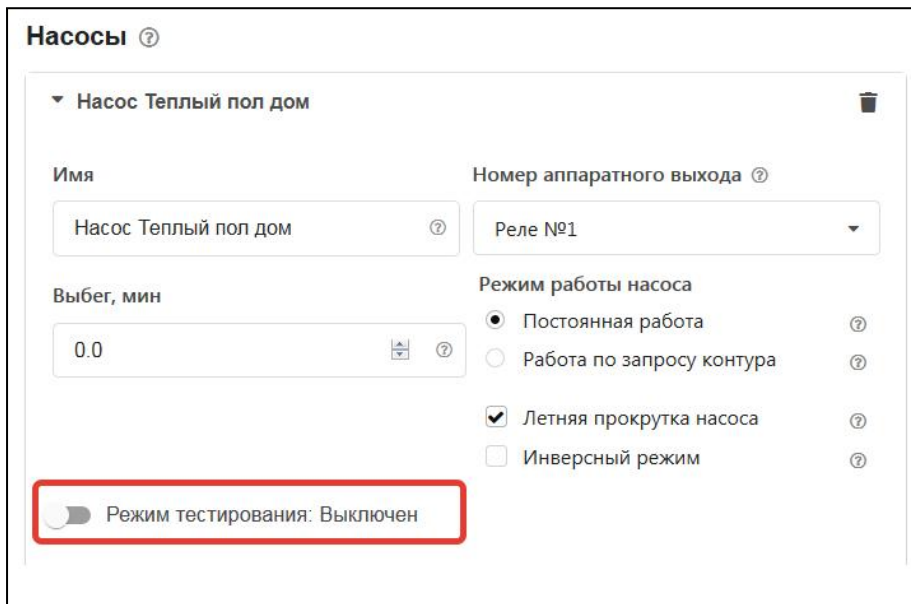 Насосы
Насос Теплый пол дом
Имя
Номер аппаратного выхода
Насос Теплый пол дом
Реле №1
Выбег, мин
Режим работы насоса
0.0
Постоянная работа
Работа по запросу контура
Летняя прокрутка насоса
Инверсный режим
Режим тестирования: Выключен